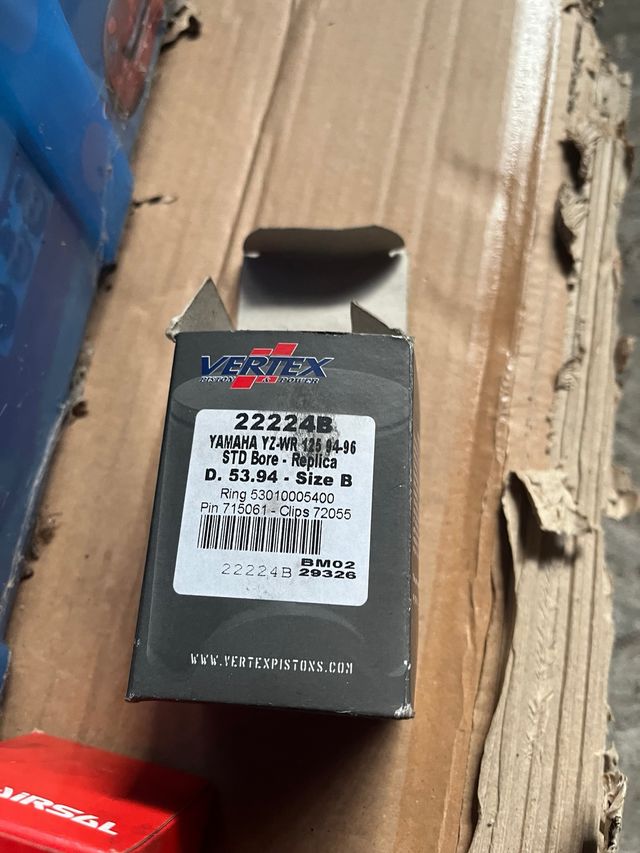 VERTEX
PISTON & POWER
22224B
YAMAHA YZ-WR 125 94-96
STD Bore - Replica
D. 53.94 - Size B
Ring 53010005400
Pin 715061 - Clips 72055
22224B
BM02
29326
WWW.VERTEXPISTONS.COM
AIRSAL